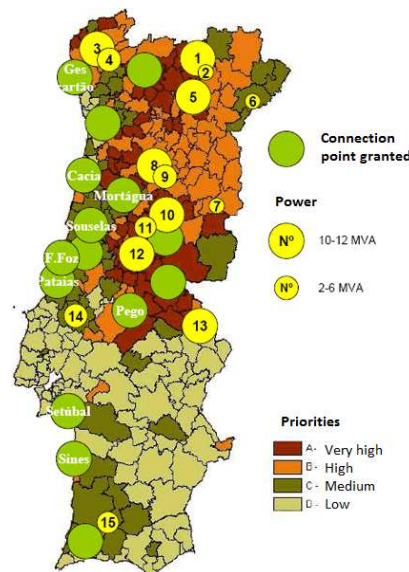 3
4
1
2
Ges
cartão
5
6
Connection
point granted
Cacia
8
9
Mortágua
Power
7
10
Souselas
11
Nº
10-12 MVA
F.Foz
12
Pataias
Nº
2-6 MVA
Pego
14
13
Setúbal
Priorities
A - Very high
B - High
Sines
C - Medium
D - Low
15